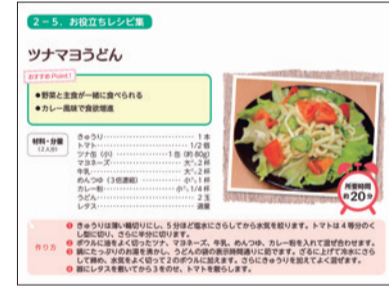 2-5. お役立ちレシピ集
ツナマヨうどん
おすすめPoint!
●野菜と主食が一緒に食べられる
●カレー風味で食欲増進
材料・分量
(2人分)
きゅうり 1本
トマト 1/2個
ツナ缶(小) 1缶(約80g)
マヨネーズ 大さじ2杯
牛乳 大さじ2杯
めんつゆ(3倍濃縮) 小さじ1杯
カレー粉 小さじ1/4杯
うどん 2玉
レタス 適量
所要時間
約20分
作り方
❶ きゅうりは薄い輪切りにし、5分ほど塩水にさらしてから水気を絞ります。トマトは4等分のくし型に切り、さらに半分に切ります。
❷ ボウルに油をよく切ったツナ、マヨネーズ、牛乳、めんつゆ、カレー粉を入れて混ぜ合わせます。
❸ 鍋にたっぷりのお湯を沸かし、うどんの袋の表示時間通りに茹でます。ざるに上げて冷水にさらして締め、水気をよく切って2のボウルに加えます。さらにきゅうりを加えてよく混ぜます。
❹ 器にレタスを敷いてから3をのせ、トマトを散らします。